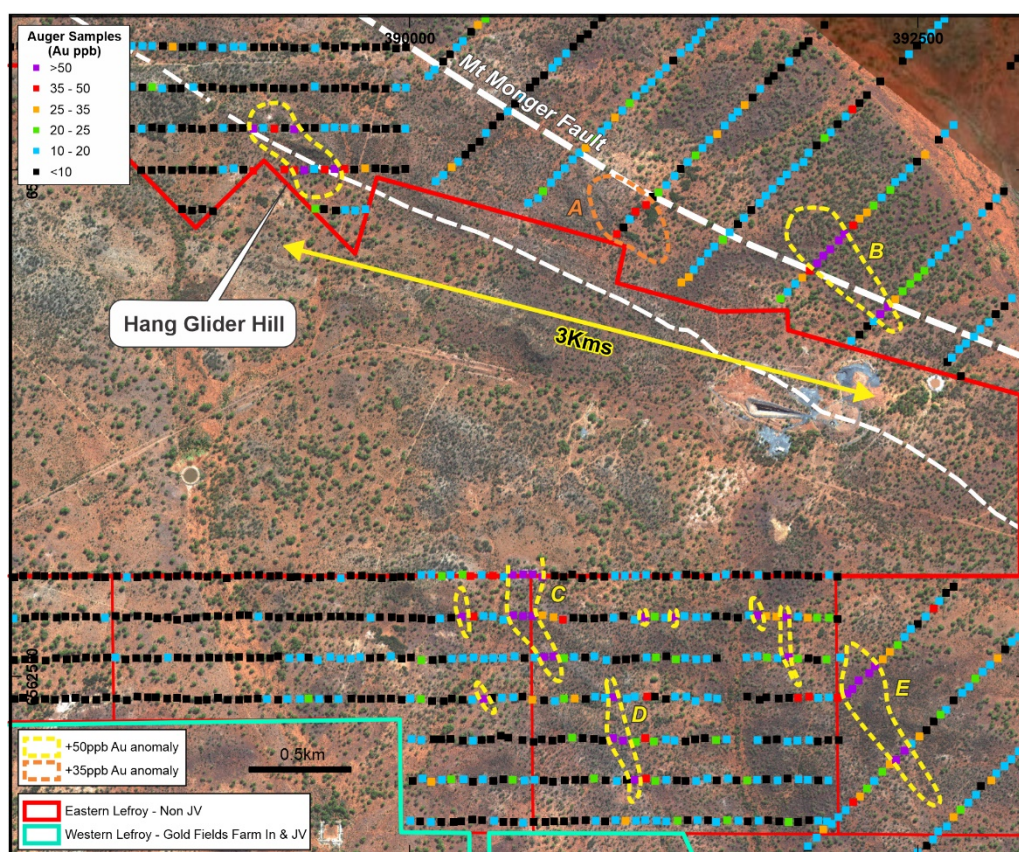 Auger Samples
(Au ppb)
>50
35 - 50
25 - 35
20 - 25
10 - 20
<10
390000
392500
Mt Monger Fault
A
B
Hang Glider Hill
3Kms
C
D
E
6562500
0.5km
+50ppb Au anomaly
+35ppb Au anomaly
Eastern Lefroy - Non JV
Western Lefroy - Gold Fields Farm In & JV